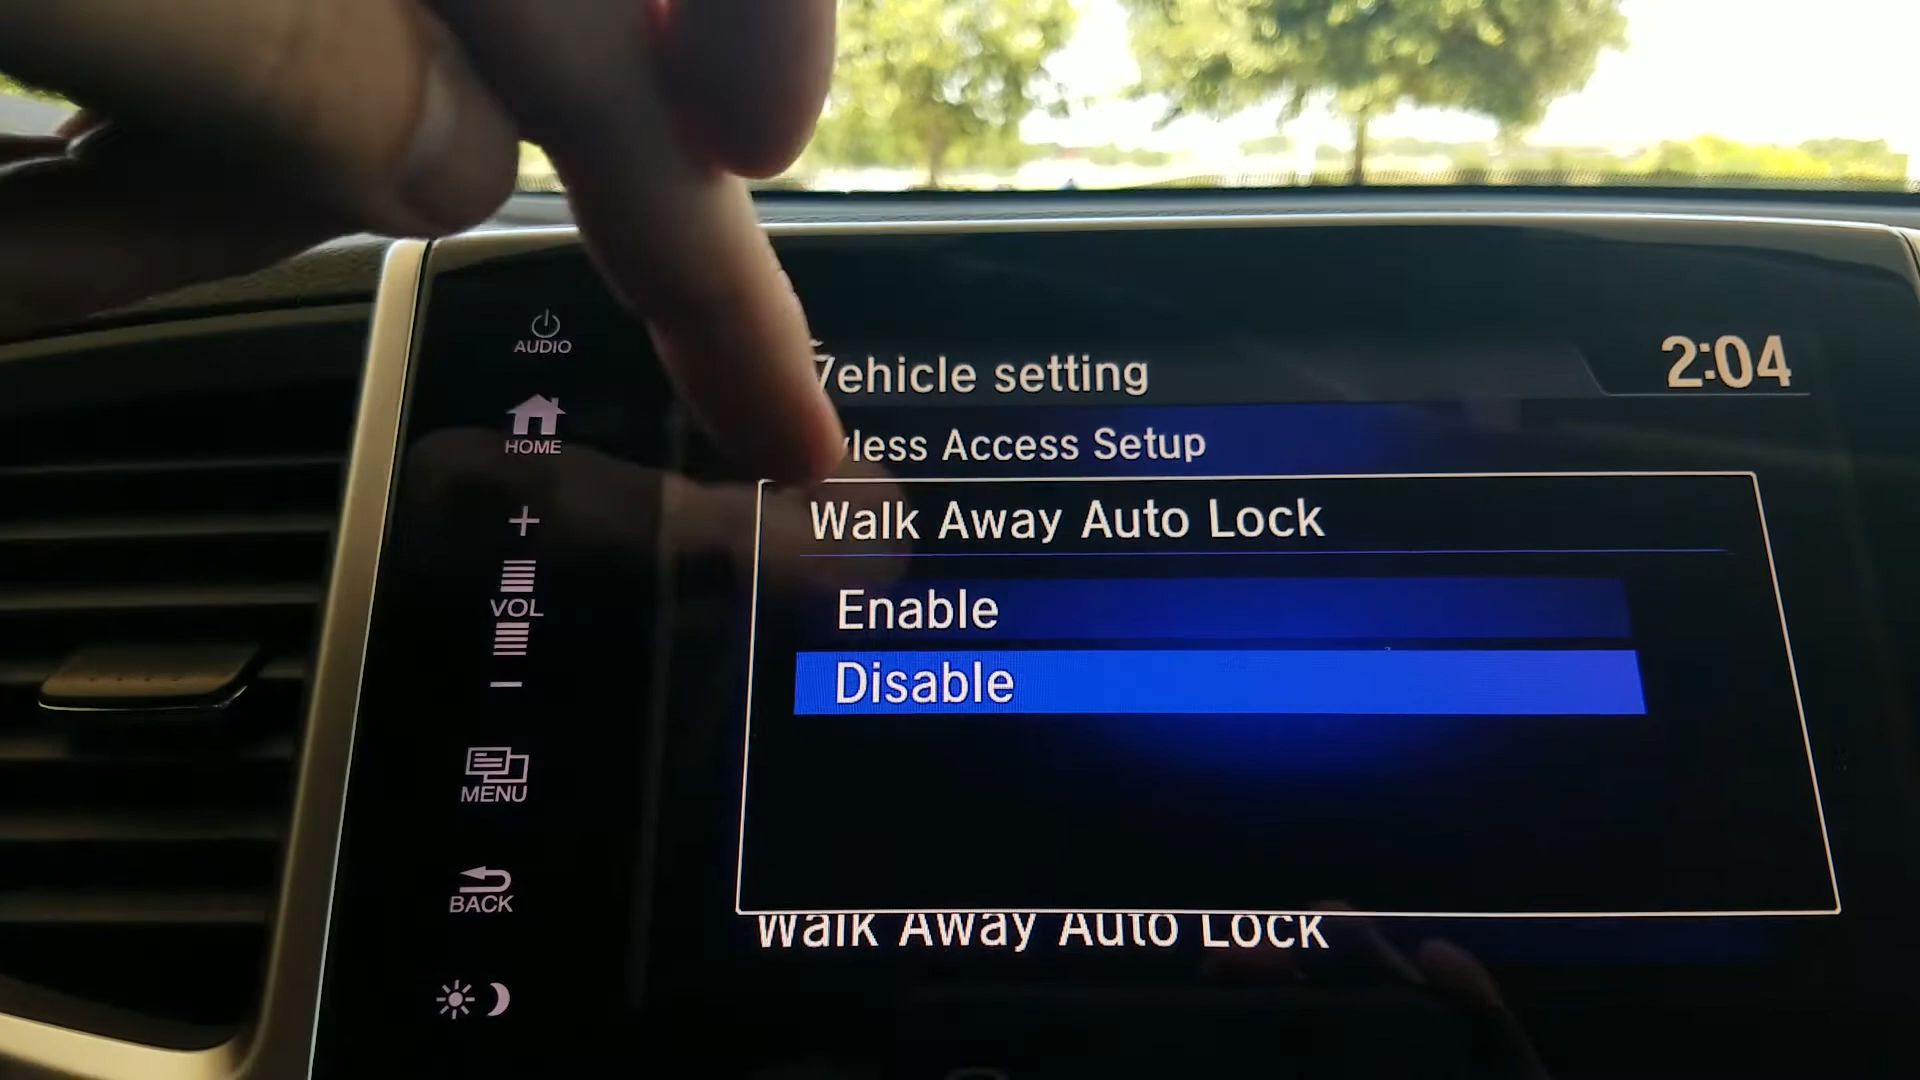 AUDIO
HOME
+
VOL
−
MENU
BACK
setting
2:04
Access Setup
Walk Away Auto Lock
Enable
Disable
Walk Away Auto Lock